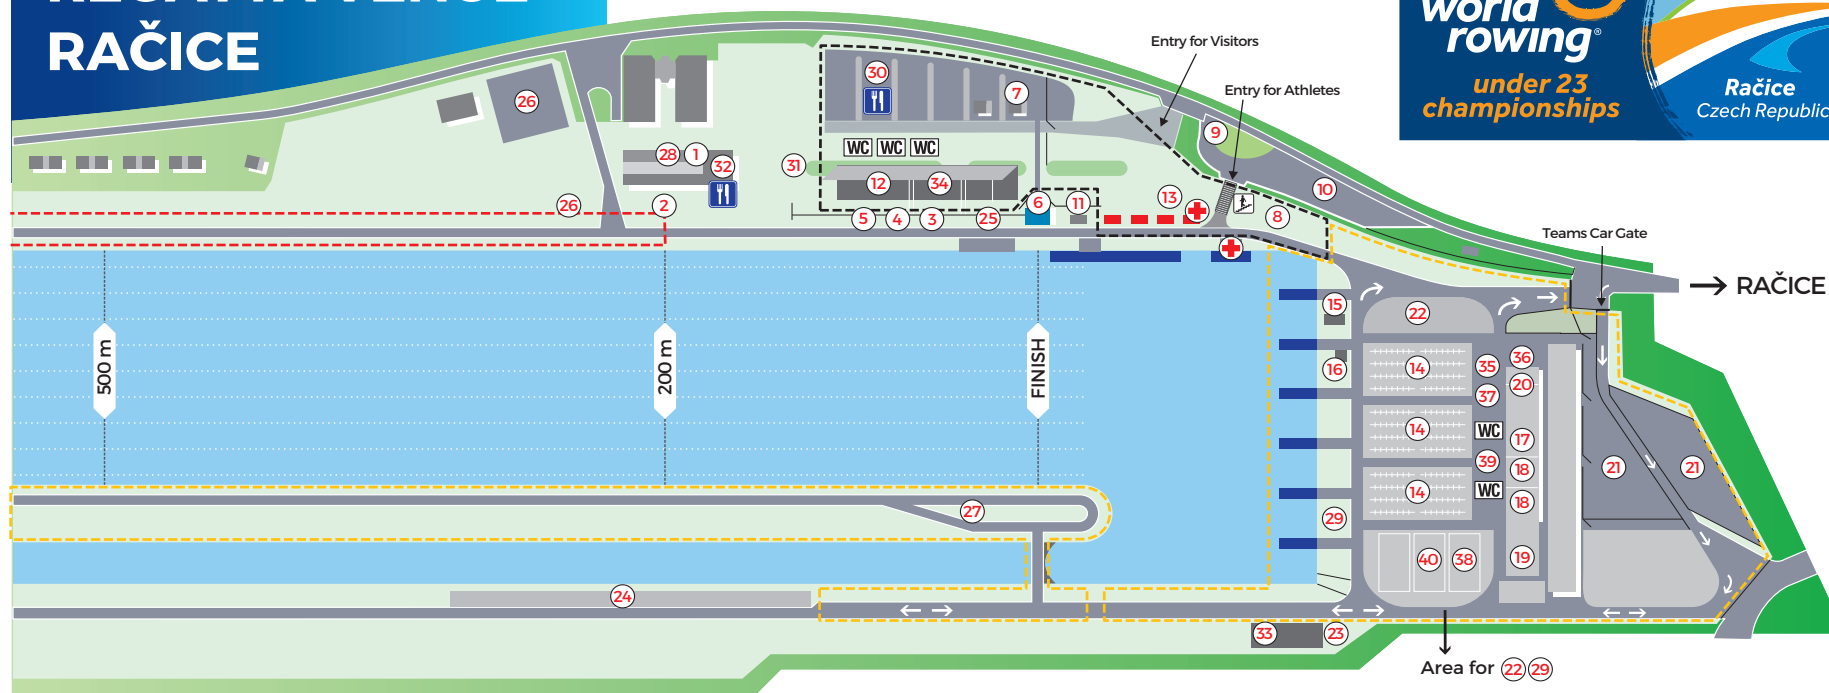 RAČICE
world
rowing®
under 23
championships
Račice
Czech Republic
Entry for Visitors
Entry for Athletes
Teams Car Gate
→ RAČICE
30
7
26
9
WC WC WC
28 1
32
31
12 34
10
26
2
5 4 3 25
6 11
13
8
500 m
200 m
FINISH
15
22
16
14
35
36
20
37
14
WC
17
39
18
14
WC
18
21
21
27
29
40 38
19
24
33 23
Area for 22 29